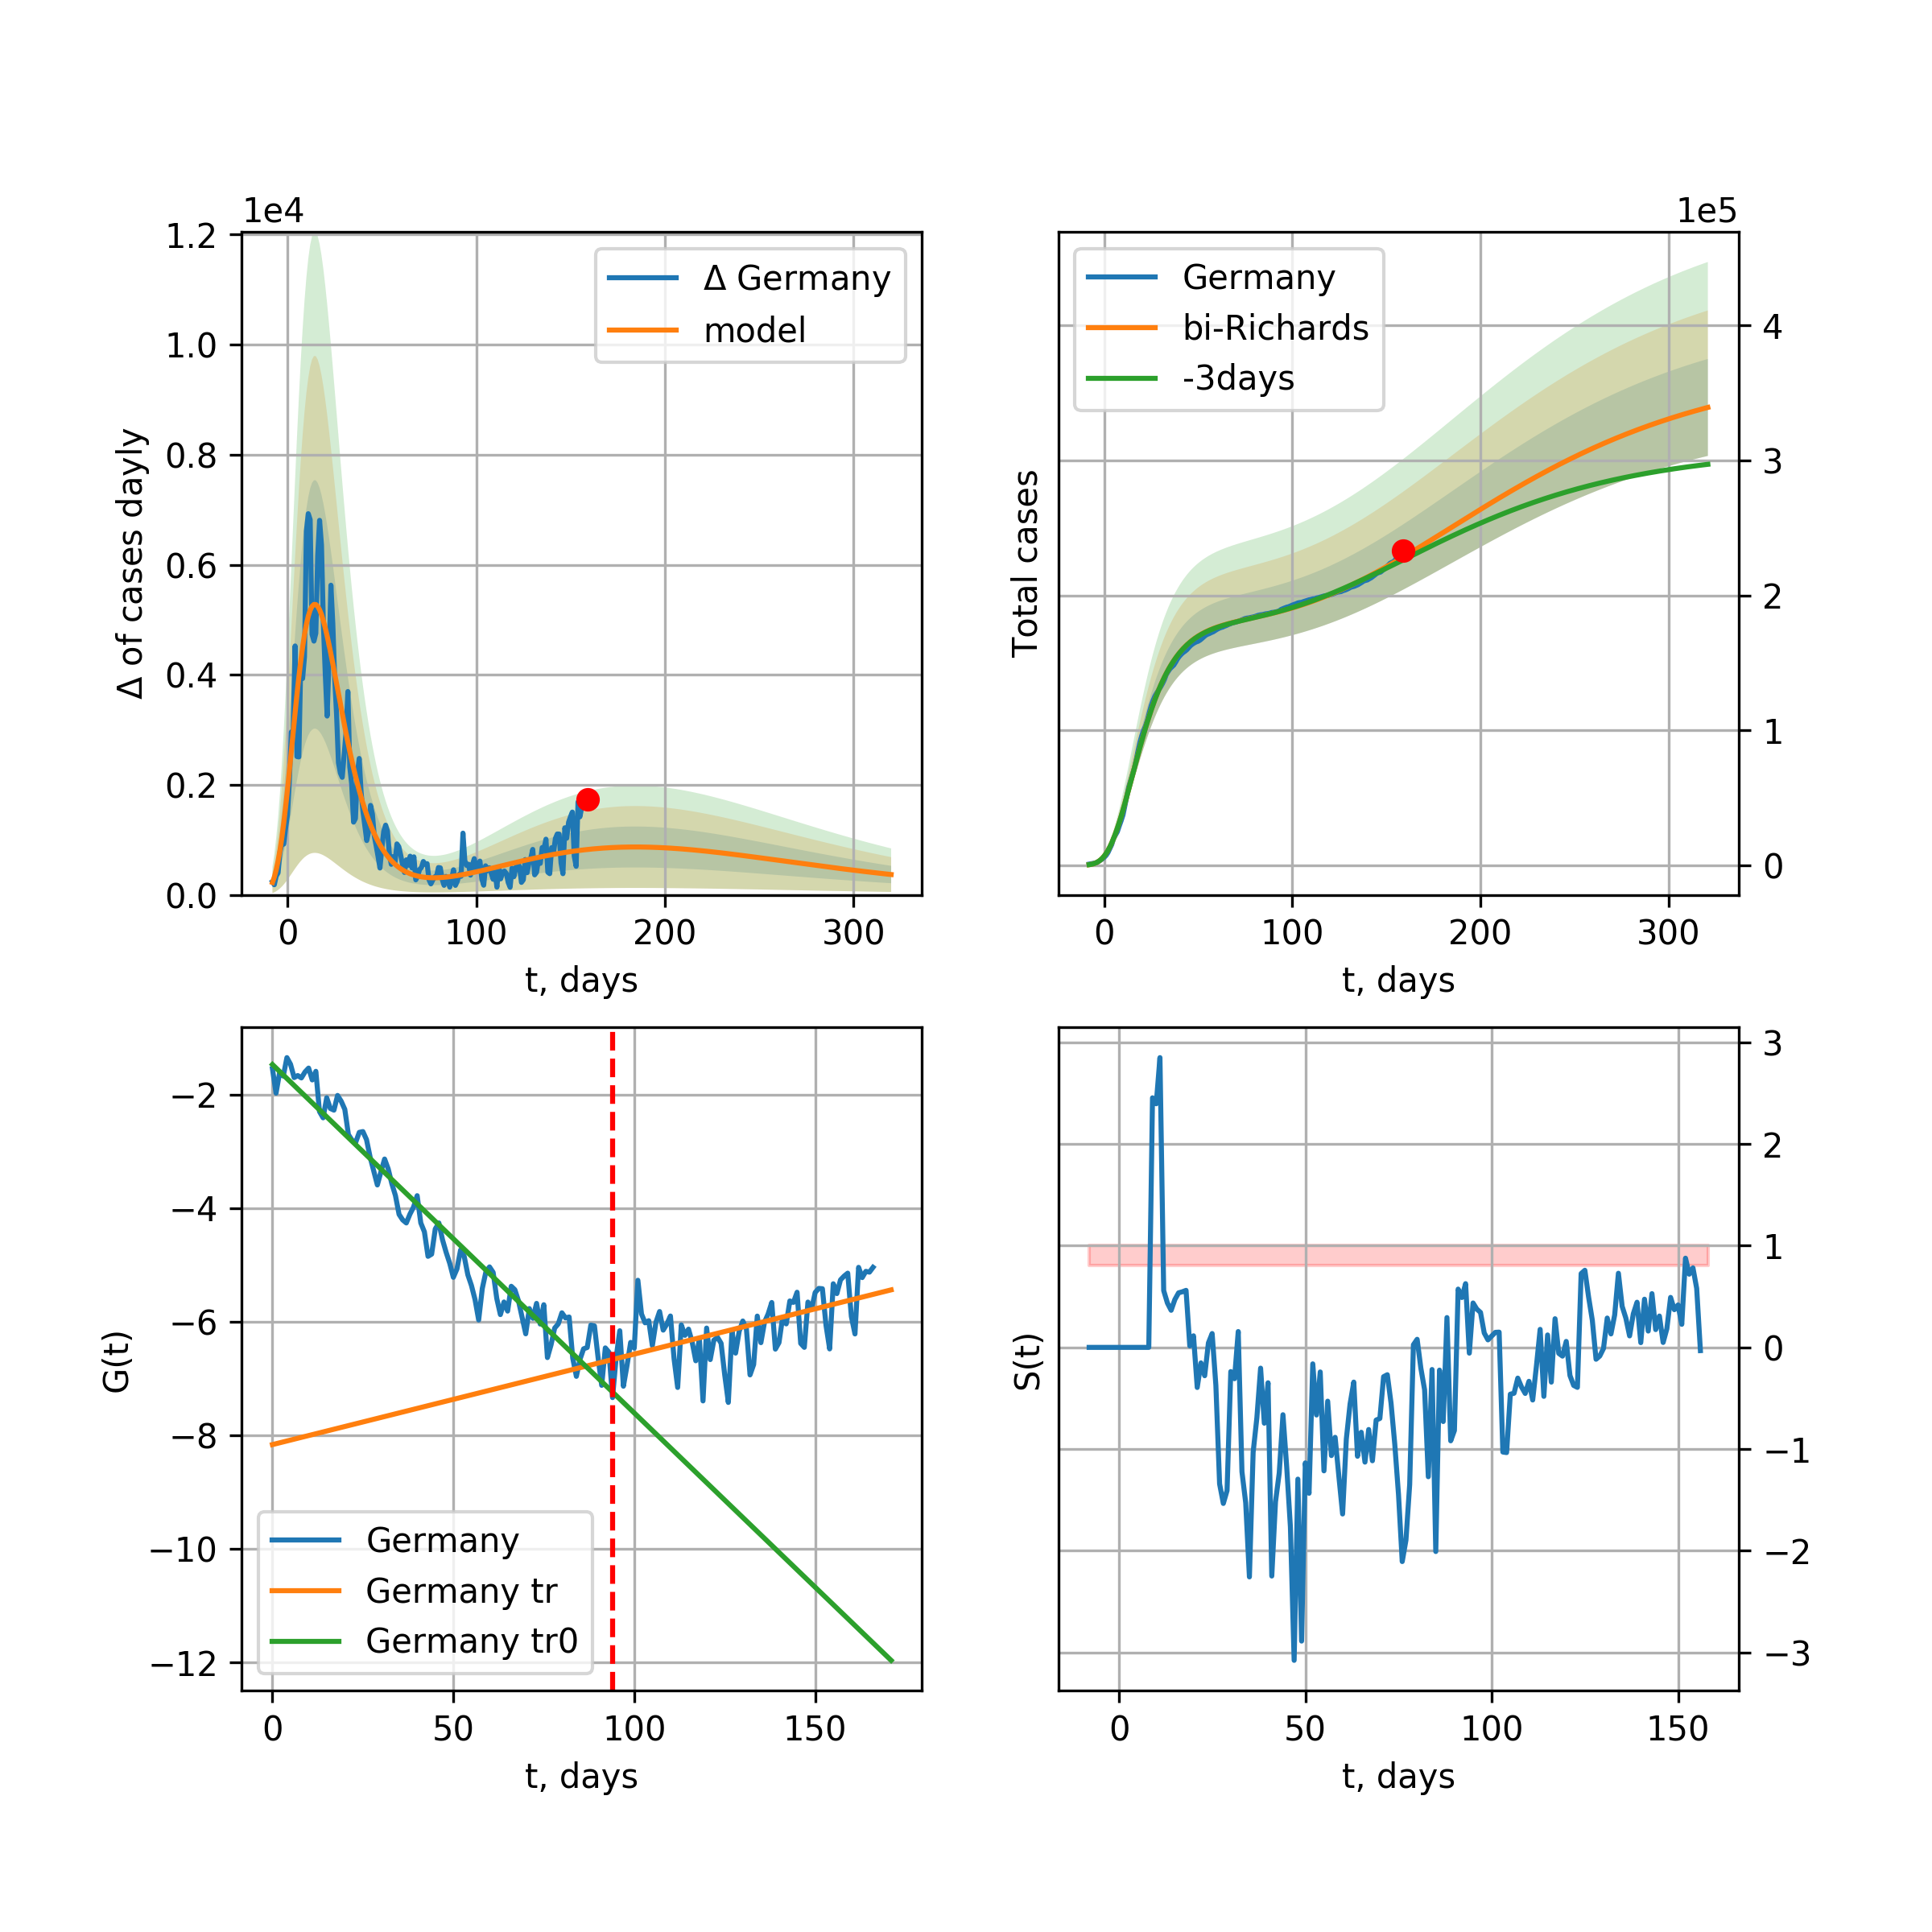 1e4
1.2
1.0
0.8
0.6
0.4
0.2
0.0
Δ of cases dayly
Δ Germany
model
0
100
200
300
t, days
1e5
Germany
bi-Richards
-3days
Total cases
4
3
2
1
0
0
100
200
300
t, days
G(t)
−2
−4
−6
−8
−10
−12
Germany
Germany tr
Germany tr0
0
50
100
150
t, days
S(t)
3
2
1
0
−1
−2
−3
0
50
100
150
t, days